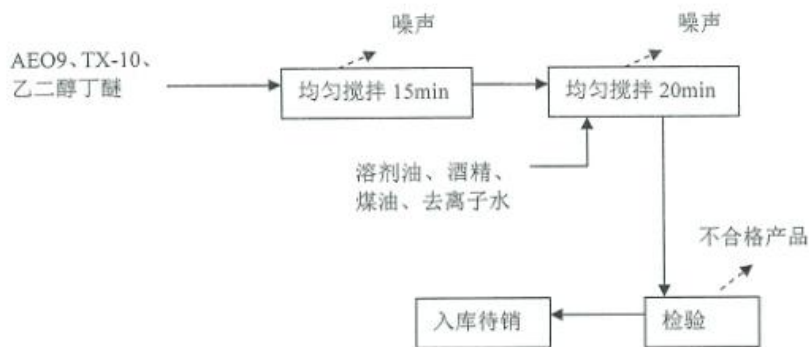 噪声
噪声
AEO9、TX-10、
乙二醇丁醚
均匀搅拌 15min
均匀搅拌 20min
溶剂油、酒精、
煤油、去离子水
不合格产品
入库待销
检验